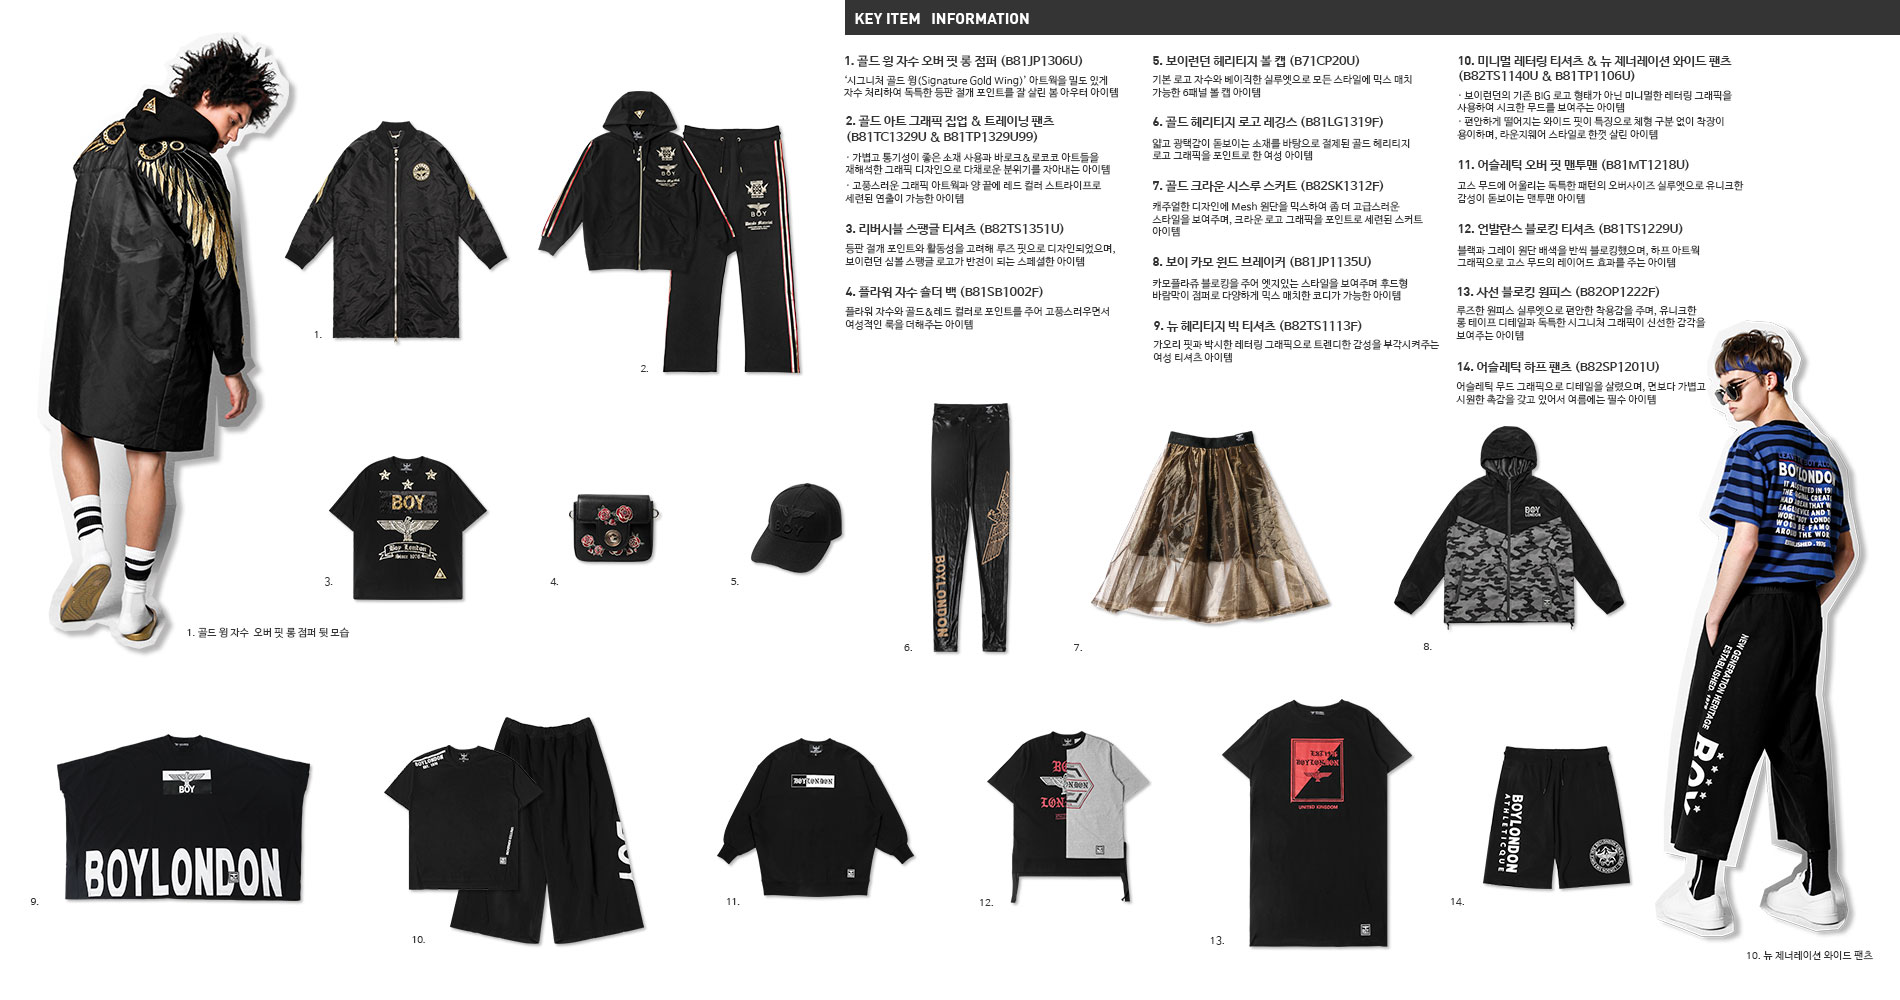 KEY ITEM INFORMATION
1. 골드 윙 자수 오버 핏 롱 점퍼 (B81JP1306U)
‘시그니처 골드 윙(Signature Gold Wing)’ 아트웍을 밀도 있게
자수 처리하여 독특한 등판 절개 포인트를 잘 살린 봄 아우터 아이템
2. 골드 아트 그래픽 집업 & 트레이닝 팬츠
(B81TC1329U & B81TP1329U99)
· 가볍고 통기성이 좋은 소재 사용과 바로크&로코코 아트들을
재해석한 그래픽 디자인으로 다채로운 분위기를 자아내는 아이템
· 고풍스러운 그래픽 아트웍과 양 끝에 레드 컬러 스트라이프로
세련된 연출이 가능한 아이템
3. 리버시블 스팽글 티셔츠 (B82TS1351U)
등판 절개 포인트와 활동성을 고려해 루즈 핏으로 디자인되었으며,
보이런던 심볼 스팽글 로고가 반전이 되는 스페셜한 아이템
4. 플라워 자수 숄더 백 (B81SB1002F)
플라워 자수와 골드&레드 컬러로 포인트를 주어 고풍스러우면서
여성적인 룩을 더해주는 아이템
5. 보이런던 헤리티지 볼 캡 (B71CP20U)
기본 로고 자수와 베이직한 실루엣으로 모든 스타일에 믹스 매치
가능한 6패널 볼 캡 아이템
6. 골드 헤리티지 로고 레깅스 (B81LG1319F)
얇고 광택감이 돋보이는 소재를 바탕으로 절제된 골드 헤리티지
로고 그래픽을 포인트로 한 여성 아이템
7. 골드 크라운 시스루 스커트 (B82SK1312F)
캐주얼한 디자인에 Mesh 원단을 믹스하여 좀 더 고급스러운
스타일을 보여주며, 크라운 로고 그래픽을 포인트로 세련된 스커트
아이템
8. 보이 카모 윈드 브레이커 (B81JP1135U)
카모플라쥬 블로킹을 주어 엣지있는 스타일을 보여주며 후드형
바람막이 점퍼로 다양하게 믹스 매치한 코디가 가능한 아이템
9. 뉴 헤리티지 빅 티셔츠 (B82TS1113F)
가오리 핏과 박시한 레터링 그래픽으로 트렌디한 감성을 부각시켜주는
여성 티셔츠 아이템
10. 미니멀 레터링 티셔츠 & 뉴 제너레이션 와이드 팬츠
(B82TS1140U & B81TP1106U)
· 보이런던의 기존 BIG 로고 형태가 아닌 미니멀한 레터링 그래픽을
사용하여 시크한 무드를 보여주는 아이템
· 편안하게 떨어지는 와이드 핏이 특징으로 체형 구분 없이 착장이
용이하며, 라운지웨어 스타일로 한껏 살린 아이템
11. 어슬레틱 오버 핏 맨투맨 (B81MT1218U)
고스 무드에 어울리는 독특한 패턴의 오버사이즈 실루엣으로 유니크한
감성이 돋보이는 맨투맨 아이템
12. 언발란스 블로킹 티셔츠 (B81TS1229U)
블랙과 그레이 원단 배색을 반씩 블로킹했으며, 하프 아트웍
그래픽으로 고스 무드의 레이어드 효과를 주는 아이템
13. 사선 블로킹 원피스 (B82OP1222F)
루즈한 원피스 실루엣으로 편안한 착용감을 주며, 유니크한
롱 테이프 디테일과 독특한 시그니처 그래픽이 신선한 감각을
보여주는 아이템
14. 어슬레틱 하프 팬츠 (B82SP1201U)
어슬레틱 무드 그래픽으로 디테일을 살렸으며, 면보다 가볍고
시원한 촉감을 갖고 있어서 여름에는 필수 아이템
1.
BOY
BOY
2.
BOY
Boy London
Since 1976
3.
4.
BOY
5.
BOYLONDON
6.
7.
BOY
LONDON
8.
BOYLONDON
ESTABLISHED - 1976
1. 골드 윙 자수 오버 핏 롱 점퍼 뒷 모습
BOY
BOYLONDON
9.
BOYLONDON
BOY
10.
BOYLONDON
11.
LONDON
12.
BOYLONDON
UNITED KINGDOM
13.
BOYLONDON
ATHLETICQUE
14.
NEW GENERATION HERITAGE
ESTABLISHED. 1976
BOY
10. 뉴 제너레이션 와이드 팬츠